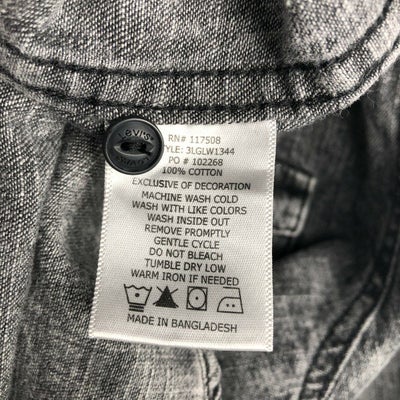 Levi's
RN# 117508
YLE: 3LGLW1344
PO # 102268
100% COTTON
EXCLUSIVE OF DECORATION
MACHINE WASH COLD
WASH WITH LIKE COLORS
WASH INSIDE OUT
REMOVE PROMPTLY
GENTLE CYCLE
DO NOT BLEACH
TUMBLE DRY LOW
WARM IRON IF NEEDED
MADE IN BANGLADESH